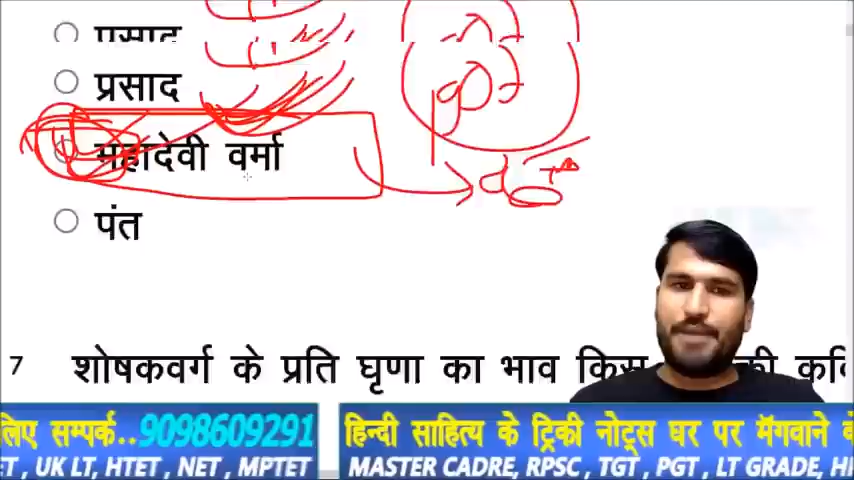 प्रसाद
प्रसाद
महादेवी वर्मा
पंत
7 शोषकवर्ग के प्रति घृणा का भाव किस की
लिए सम्पर्क..9098609291
हिन्दी साहित्य के ट्रिकी नोट्स घर पर मँगवाने
ET , UK LT, HTET , NET , MPTET
MASTER CADRE, RPSC , TGT , PGT , LT GRADE,